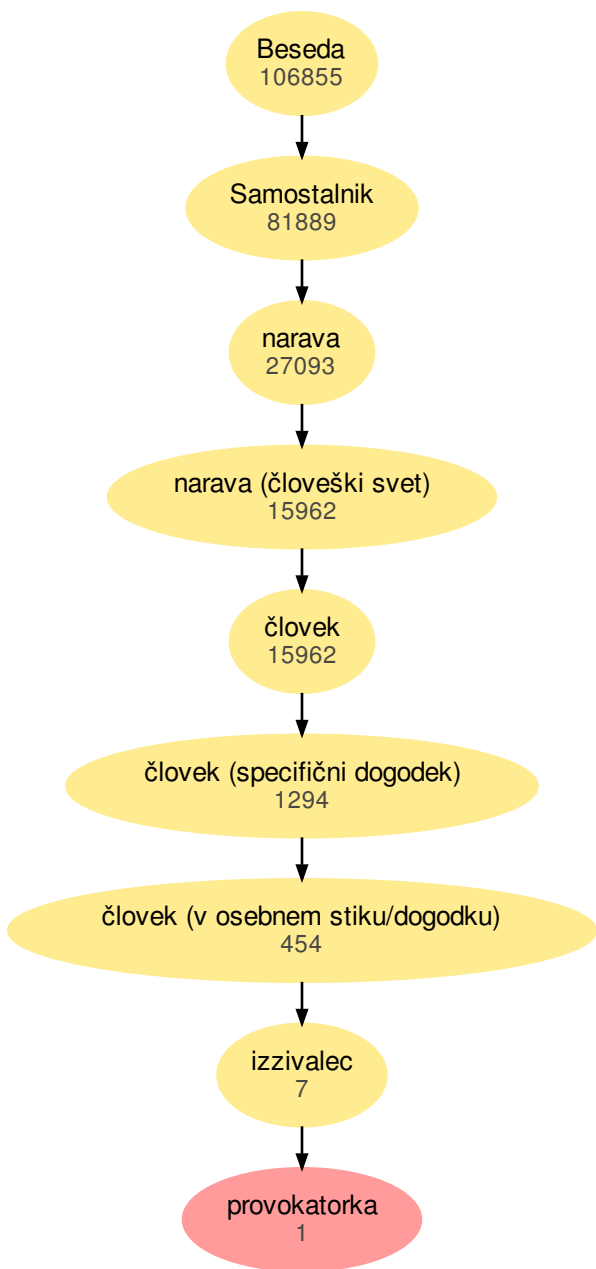 Beseda
106855
Samostalnik
81889
narava
27093
narava (človeški svet)
15962
človek
15962
človek (specifični dogodek)
1294
človek (v osebnem stiku/dogodku)
454
izzivalec
7
provokatorka
1